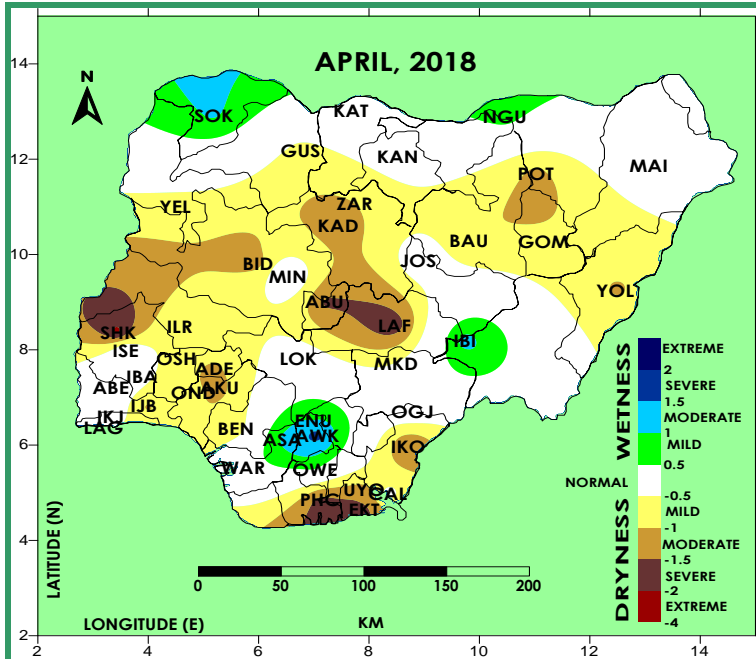 APRIL, 2018
N
14
12
10
8
6
4
2
SOK
KAT
NGU
GUS
KAN
MAI
POT
YEL
ZAR
KAD
BAU
GOM
BID
MIN
JOS
YOL
ABU
SHK
ILR
LAF
IBI
ISE
OSH
LOK
MKD
ADE
JBA
ABE
AKU
OND
IJB
IKJ
LAG
BEN
ENU
ASA
AWK
OGJ
IKO
WAR
OWE
UYO
CAL
PHC
EKT
LATITUDE (N)
LONGITUDE (E)
0 50 100 150 200
KM
2 4 6 8 10 12 14
WETNESS
DRYNESS
EXTREME
2
SEVERE
1.5
MODERATE
1
MILD
0.5
NORMAL
-0.5
MILD
-1
MODERATE
-1.5
SEVERE
-2
EXTREME
-4